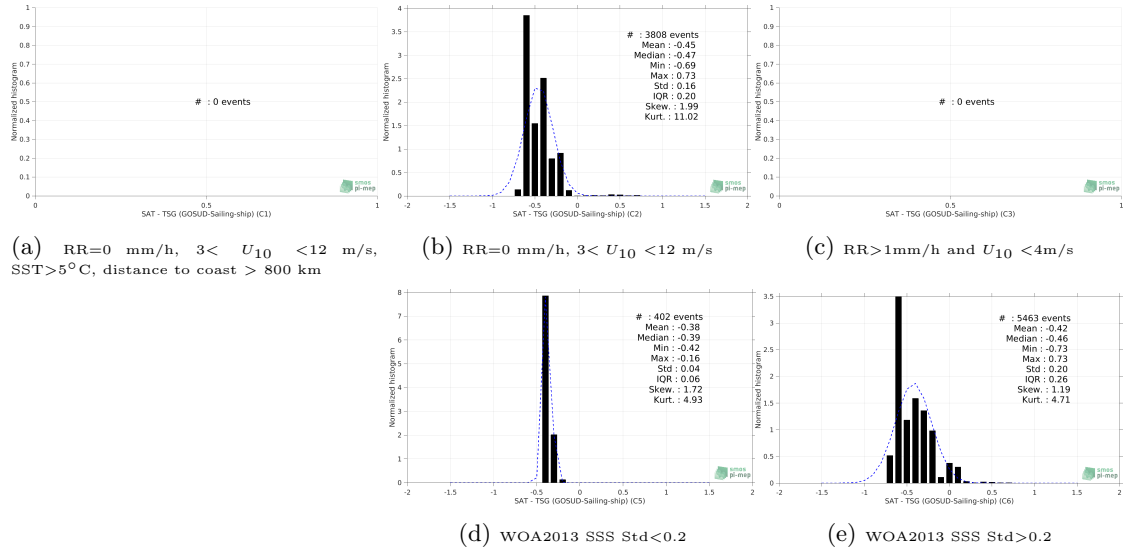 1
0.9
0.8
0.7
0.6
0.5
0.4
0.3
0.2
0.1
0
Normalized histogram
# : 0 events
smos
pi-mep
0 0.5 1
SAT - TSG (GOSUD-Sailing-ship) (C1)
(a) RR=0 mm/h, 3< U10 <12 m/s,
SST>5°C, distance to coast > 800 km
4
3.5
3
2.5
2
1.5
1
0.5
0
Normalized histogram
# : 3808 events
Mean : -0.45
Median : -0.47
Min : -0.69
Max : 0.73
Std : 0.16
IQR : 0.20
Skew. : 1.99
Kurt. : 11.02
smos
pi-mep
-2 -1.5 -1 -0.5 0 0.5 1 1.5 2
SAT - TSG (GOSUD-Sailing-ship) (C2)
(b) RR=0 mm/h, 3< U10 <12 m/s
1
0.9
0.8
0.7
0.6
0.5
0.4
0.3
0.2
0.1
0
Normalized histogram
# : 0 events
smos
pi-mep
0 0.5 1
SAT - TSG (GOSUD-Sailing-ship) (C3)
(c) RR>1mm/h and U10 <4m/s
8
7
6
5
4
3
2
1
0
Normalized histogram
# : 402 events
Mean : -0.38
Median : -0.39
Min : -0.42
Max : -0.16
Std : 0.04
IQR : 0.06
Skew. : 1.72
Kurt. : 4.93
smos
pi-mep
-2 -1.5 -1 -0.5 0 0.5 1 1.5 2
SAT - TSG (GOSUD-Sailing-ship) (C5)
(d) WOA2013 SSS Std<0.2
3.5
3
2.5
2
1.5
1
0.5
0
Normalized histogram
# : 5463 events
Mean : -0.42
Median : -0.46
Min : -0.73
Max : 0.73
Std : 0.20
IQR : 0.26
Skew. : 1.19
Kurt. : 4.71
smos
pi-mep
-2 -1.5 -1 -0.5 0 0.5 1 1.5 2
SAT - TSG (GOSUD-Sailing-ship) (C6)
(e) WOA2013 SSS Std>0.2